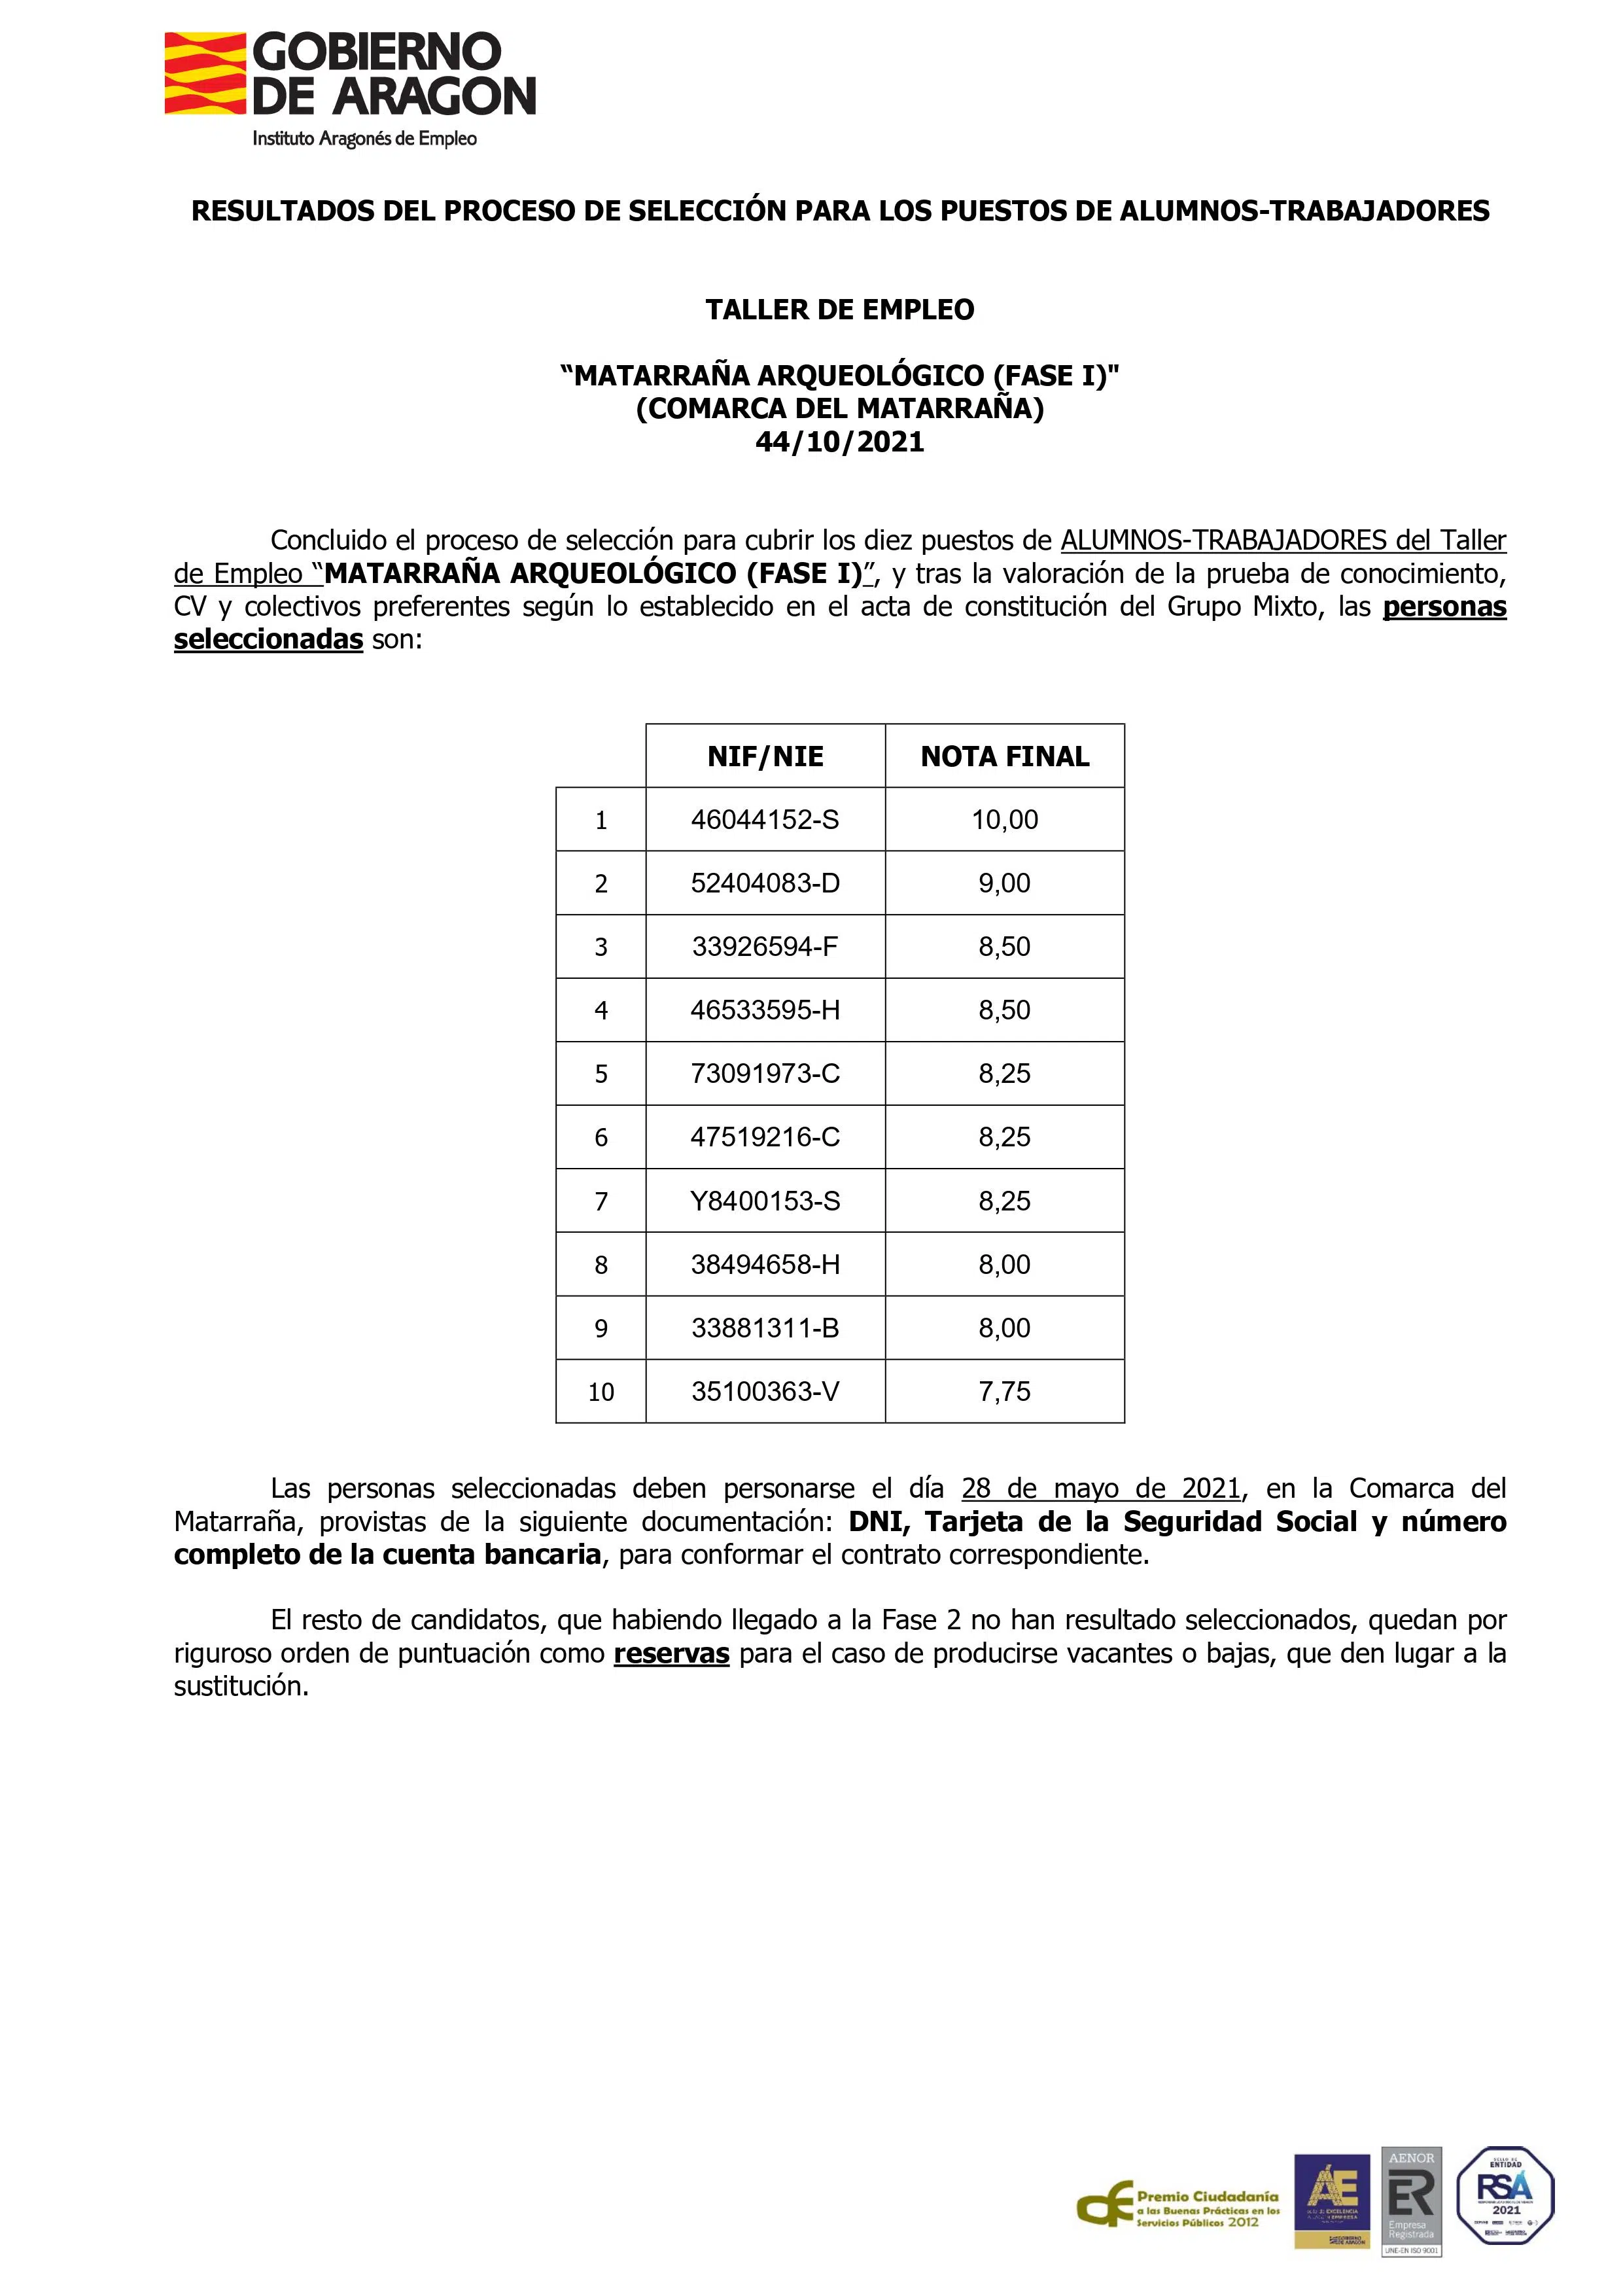 GOBIERNO
DE ARAGON
Instituto Aragonés de Empleo
RESULTADOS DEL PROCESO DE SELECCIÓN PARA LOS PUESTOS DE ALUMNOS-TRABAJADORES
TALLER DE EMPLEO
“MATARRAÑA ARQUEOLÓGICO (FASE I)"
(COMARCA DEL MATARRAÑA)
44/10/2021
Concluido el proceso de selección para cubrir los diez puestos de ALUMNOS-TRABAJADORES del Taller
de Empleo “MATARRAÑA ARQUEOLÓGICO (FASE I)”, y tras la valoración de la prueba de conocimiento,
CV y colectivos preferentes según lo establecido en el acta de constitución del Grupo Mixto, las personas
seleccionadas son:
NIF/NIE NOTA FINAL
1 46044152-S 10,00
2 52404083-D 9,00
3 33926594-F 8,50
4 46533595-H 8,50
5 73091973-C 8,25
6 47519216-C 8,25
7 Y8400153-S 8,25
8 38494658-H 8,00
9 33881311-B 8,00
10 35100363-V 7,75
Las personas seleccionadas deben personarse el día 28 de mayo de 2021, en la Comarca del
Matarraña, provistas de la siguiente documentación: DNI, Tarjeta de la Seguridad Social y número
completo de la cuenta bancaria, para conformar el contrato correspondiente.
El resto de candidatos, que habiendo llegado a la Fase 2 no han resultado seleccionados, quedan por
riguroso orden de puntuación como reservas para el caso de producirse vacantes o bajas, que den lugar a la
sustitución.
Premio Ciudadanía
a las Buenas Prácticas en los
Servicios Públicos 2012
ÁE
GOBIERNO
DE ARAGON
AENOR
ER
Empresa
Registrada
UNE-EN ISO 9001
SELLO DE
ENTIDAD
RSA
2021